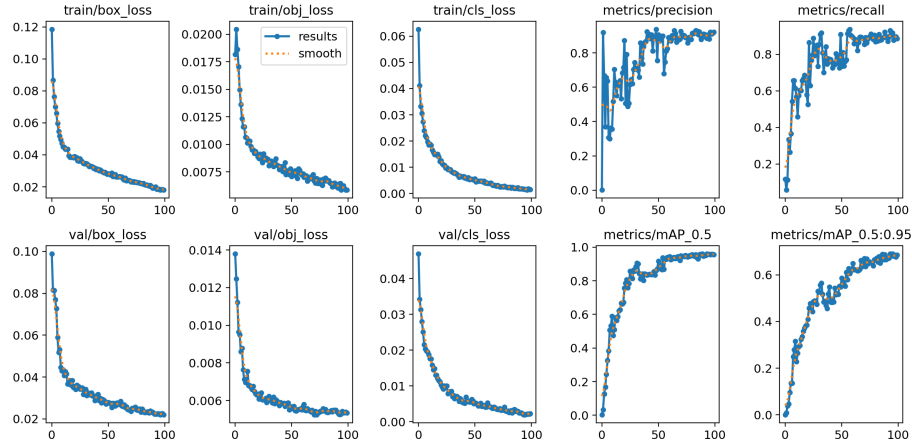 train/box_loss
train/obj_loss
train/cls_loss
metrics/precision
metrics/recall
0.12
0.10
0.08
0.06
0.04
0.02
0 50 100
0.0200
0.0175
0.0150
0.0125
0.0100
0.0075
results
smooth
0 50 100
0.06
0.05
0.04
0.03
0.02
0.01
0.00
0 50 100
0.8
0.6
0.4
0.2
0.0
0 50 100
0.8
0.6
0.4
0.2
0 50 100
val/box_loss
val/obj_loss
val/cls_loss
metrics/mAP_0.5
metrics/mAP_0.5:0.95
0.10
0.08
0.06
0.04
0.02
0 50 100
0.014
0.012
0.010
0.008
0.006
0 50 100
0.04
0.03
0.02
0.01
0.00
0 50 100
1.0
0.8
0.6
0.4
0.2
0.0
0 50 100
0.6
0.4
0.2
0.0
0 50 100